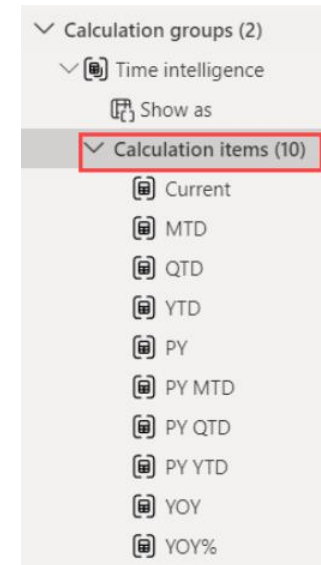 Calculation groups (2)
Time intelligence
Show as
Calculation items (10)
Current
MTD
QTD
YTD
PY
PY MTD
PY QTD
PY YTD
YOY
YOY%